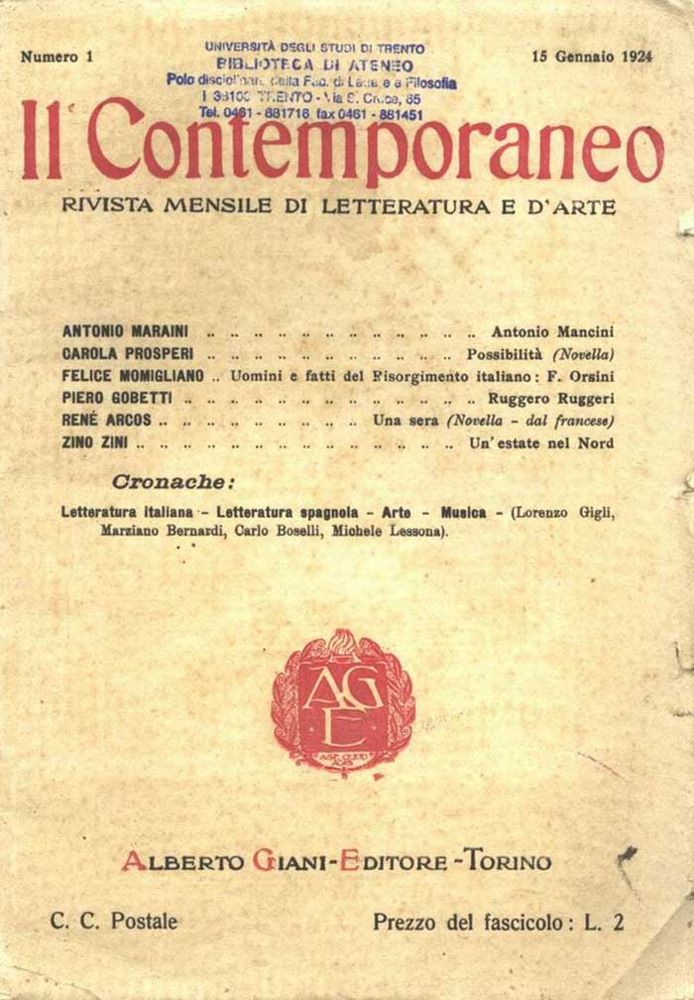 Numero 1
UNIVERSITÀ DEGLI STUDI DI TRENTO
BIBLIOTECA DI ATENEO
Polo disciplinare della Fac. di Lettere e Filosofia
I 38100 TRENTO - Via S. Croce, 65
Tel. 0461 - 881716 fax 0461 - 881451
15 Gennaio 1924
Il Contemporaneo
RIVISTA MENSILE DI LETTERATURA E D'ARTE
ANTONIO MARAINI .. .. .. .. .. .. .. .. .. .. .. .. Antonio Mancini
CAROLA PROSPERI .. .. .. .. .. .. .. .. .. .. .. Possibilità (Novella)
FELICE MOMIGLIANO .. Uomini e fatti del Risorgimento italiano: F. Orsini
PIERO GOBETTI .. .. .. .. .. .. .. .. .. .. .. .. .. Ruggero Ruggeri
RENÉ ARCOS .. .. .. .. .. .. .. .. .. Una sera (Novella - dal francese)
ZINO ZINI .. .. .. .. .. .. .. .. .. .. .. .. .. .. Un' estate nel Nord
Cronache:
Letteratura italiana - Letteratura spagnola - Arte - Musica - (Lorenzo Gigli,
Marziano Bernardi, Carlo Boselli, Michele Lessona).
AG
E
ALBERTO GIANI-EDITORE-TORINO
C. C. Postale
Prezzo del fascicolo: L. 2